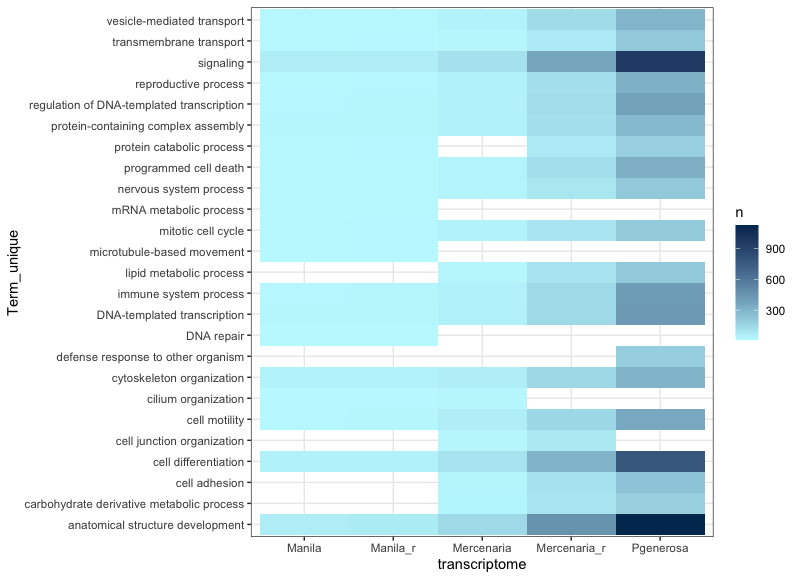 vesicle-mediated transport
transmembrane transport
signaling
reproductive process
regulation of DNA-templated transcription
protein-containing complex assembly
protein catabolic process
programmed cell death
nervous system process
mRNA metabolic process
mitotic cell cycle
microtubule-based movement
lipid metabolic process
immune system process
DNA-templated transcription
DNA repair
defense response to other organism
cytoskeleton organization
cilium organization
cell motility
cell junction organization
cell differentiation
cell adhesion
carbohydrate derivative metabolic process
anatomical structure development
Term_unique
Manila Manila_r Mercenaria Mercenaria_r Pgenerosa
transcriptome
n
900
600
300